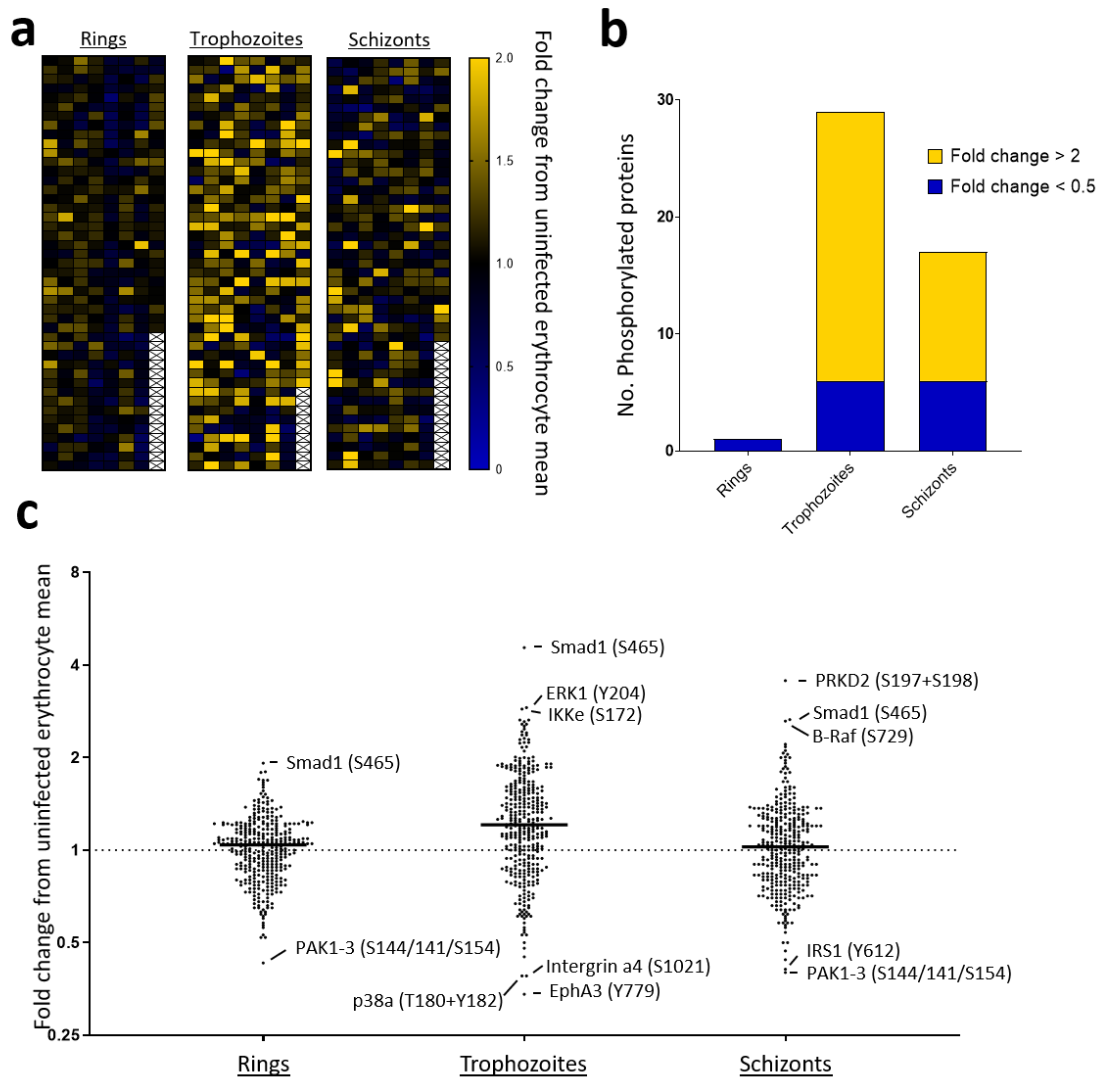 a
Rings
Trophozoites
Schizonts
2.0
1.5
1.0
0.5
0
Fold change from uninfected erythrocyte mean
b
30
20
10
0
No. Phosphorylated proteins
Fold change > 2
Fold change < 0.5
Rings
Trophozoites
Schizonts
c
Fold change from uninfected erythrocyte mean
8
4
2
1
0.5
0.25
Smad1 (S465)
PAK1-3 (S144/141/S154)
Smad1 (S465)
ERK1 (Y204)
IKKe (S172)
Intergrin a4 (S1021)
EphA3 (Y779)
p38a (T180+Y182)
PRKD2 (S197+S198)
Smad1 (S465)
B-Raf (S729)
IRS1 (Y612)
PAK1-3 (S144/141/S154)
Rings
Trophozoites
Schizonts